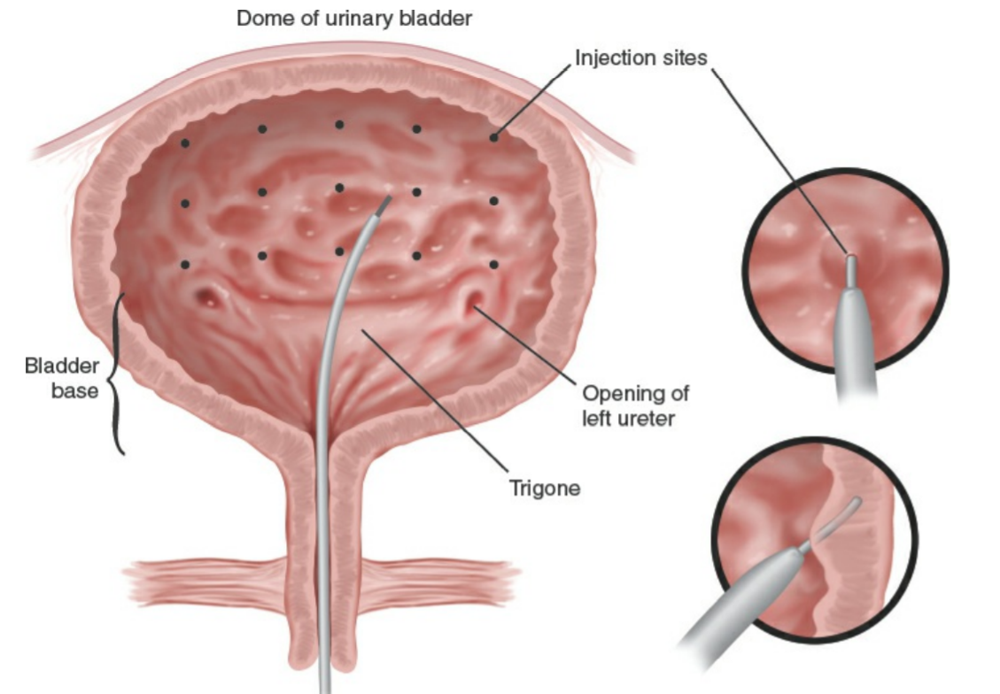 Dome of urinary bladder
Injection sites
Bladder
base
Opening of
left ureter
Trigone